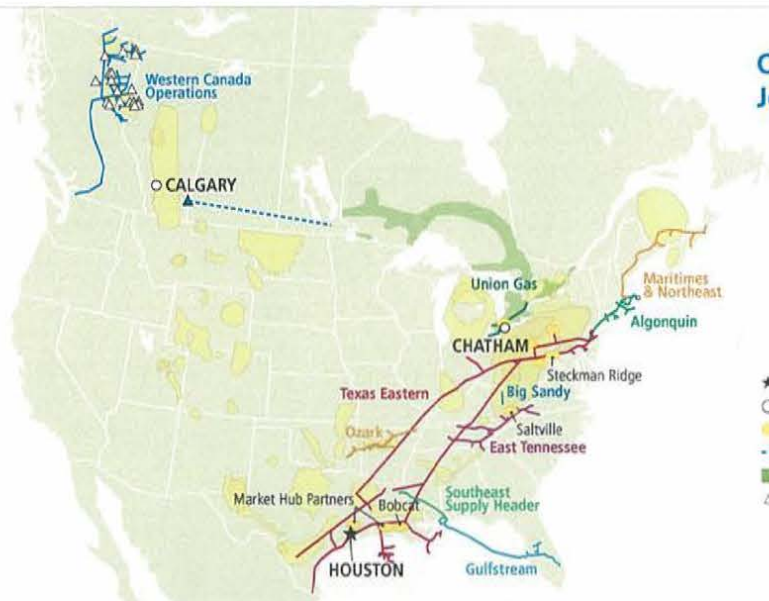 Western Canada
Operations
CALGARY
Union Gas
Maritimes
& Northeast
Algonquin
CHATHAM
Steckman Ridge
Texas Eastern
Big Sandy
Ozark
Saltville
East Tennessee
Market Hub Partners
Bobcat
Southeast
Supply Header
HOUSTON
Gulfstream